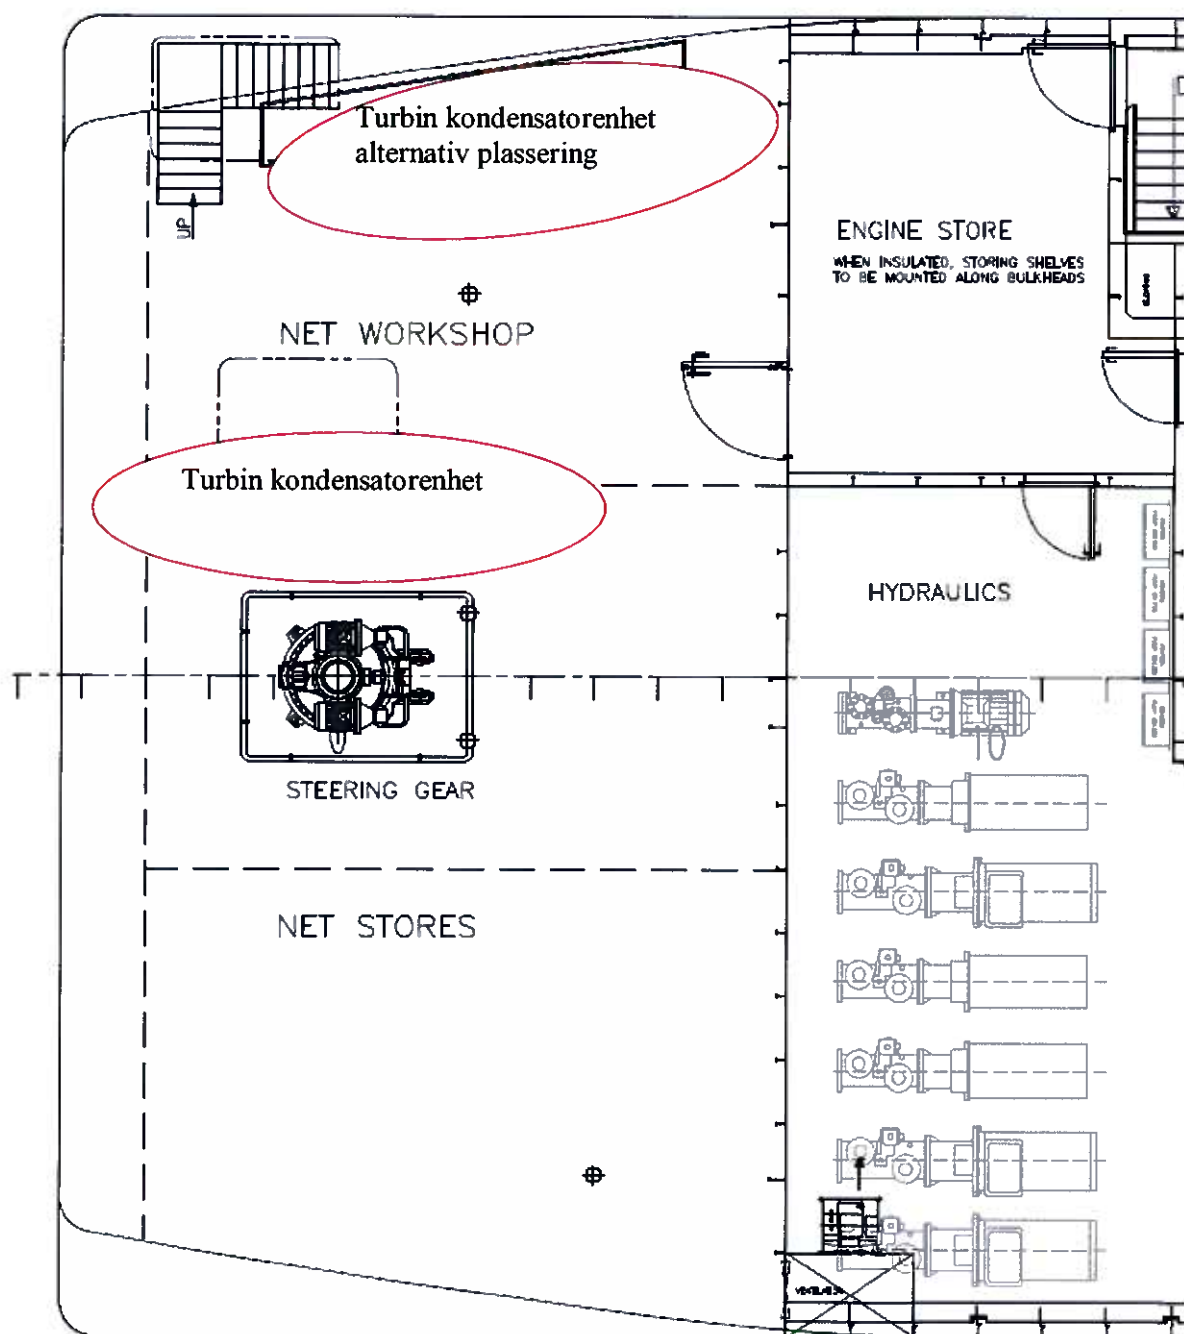 Turbin kondensatorenhet
alternativ plassering
UP
ENGINE STORE
WHEN INSULATED, STORING SHELVES
TO BE MOUNTED ALONG BULKHEADS
NET WORKSHOP
Turbin kondensatorenhet
HYDRAULICS
STEERING GEAR
NET STORES